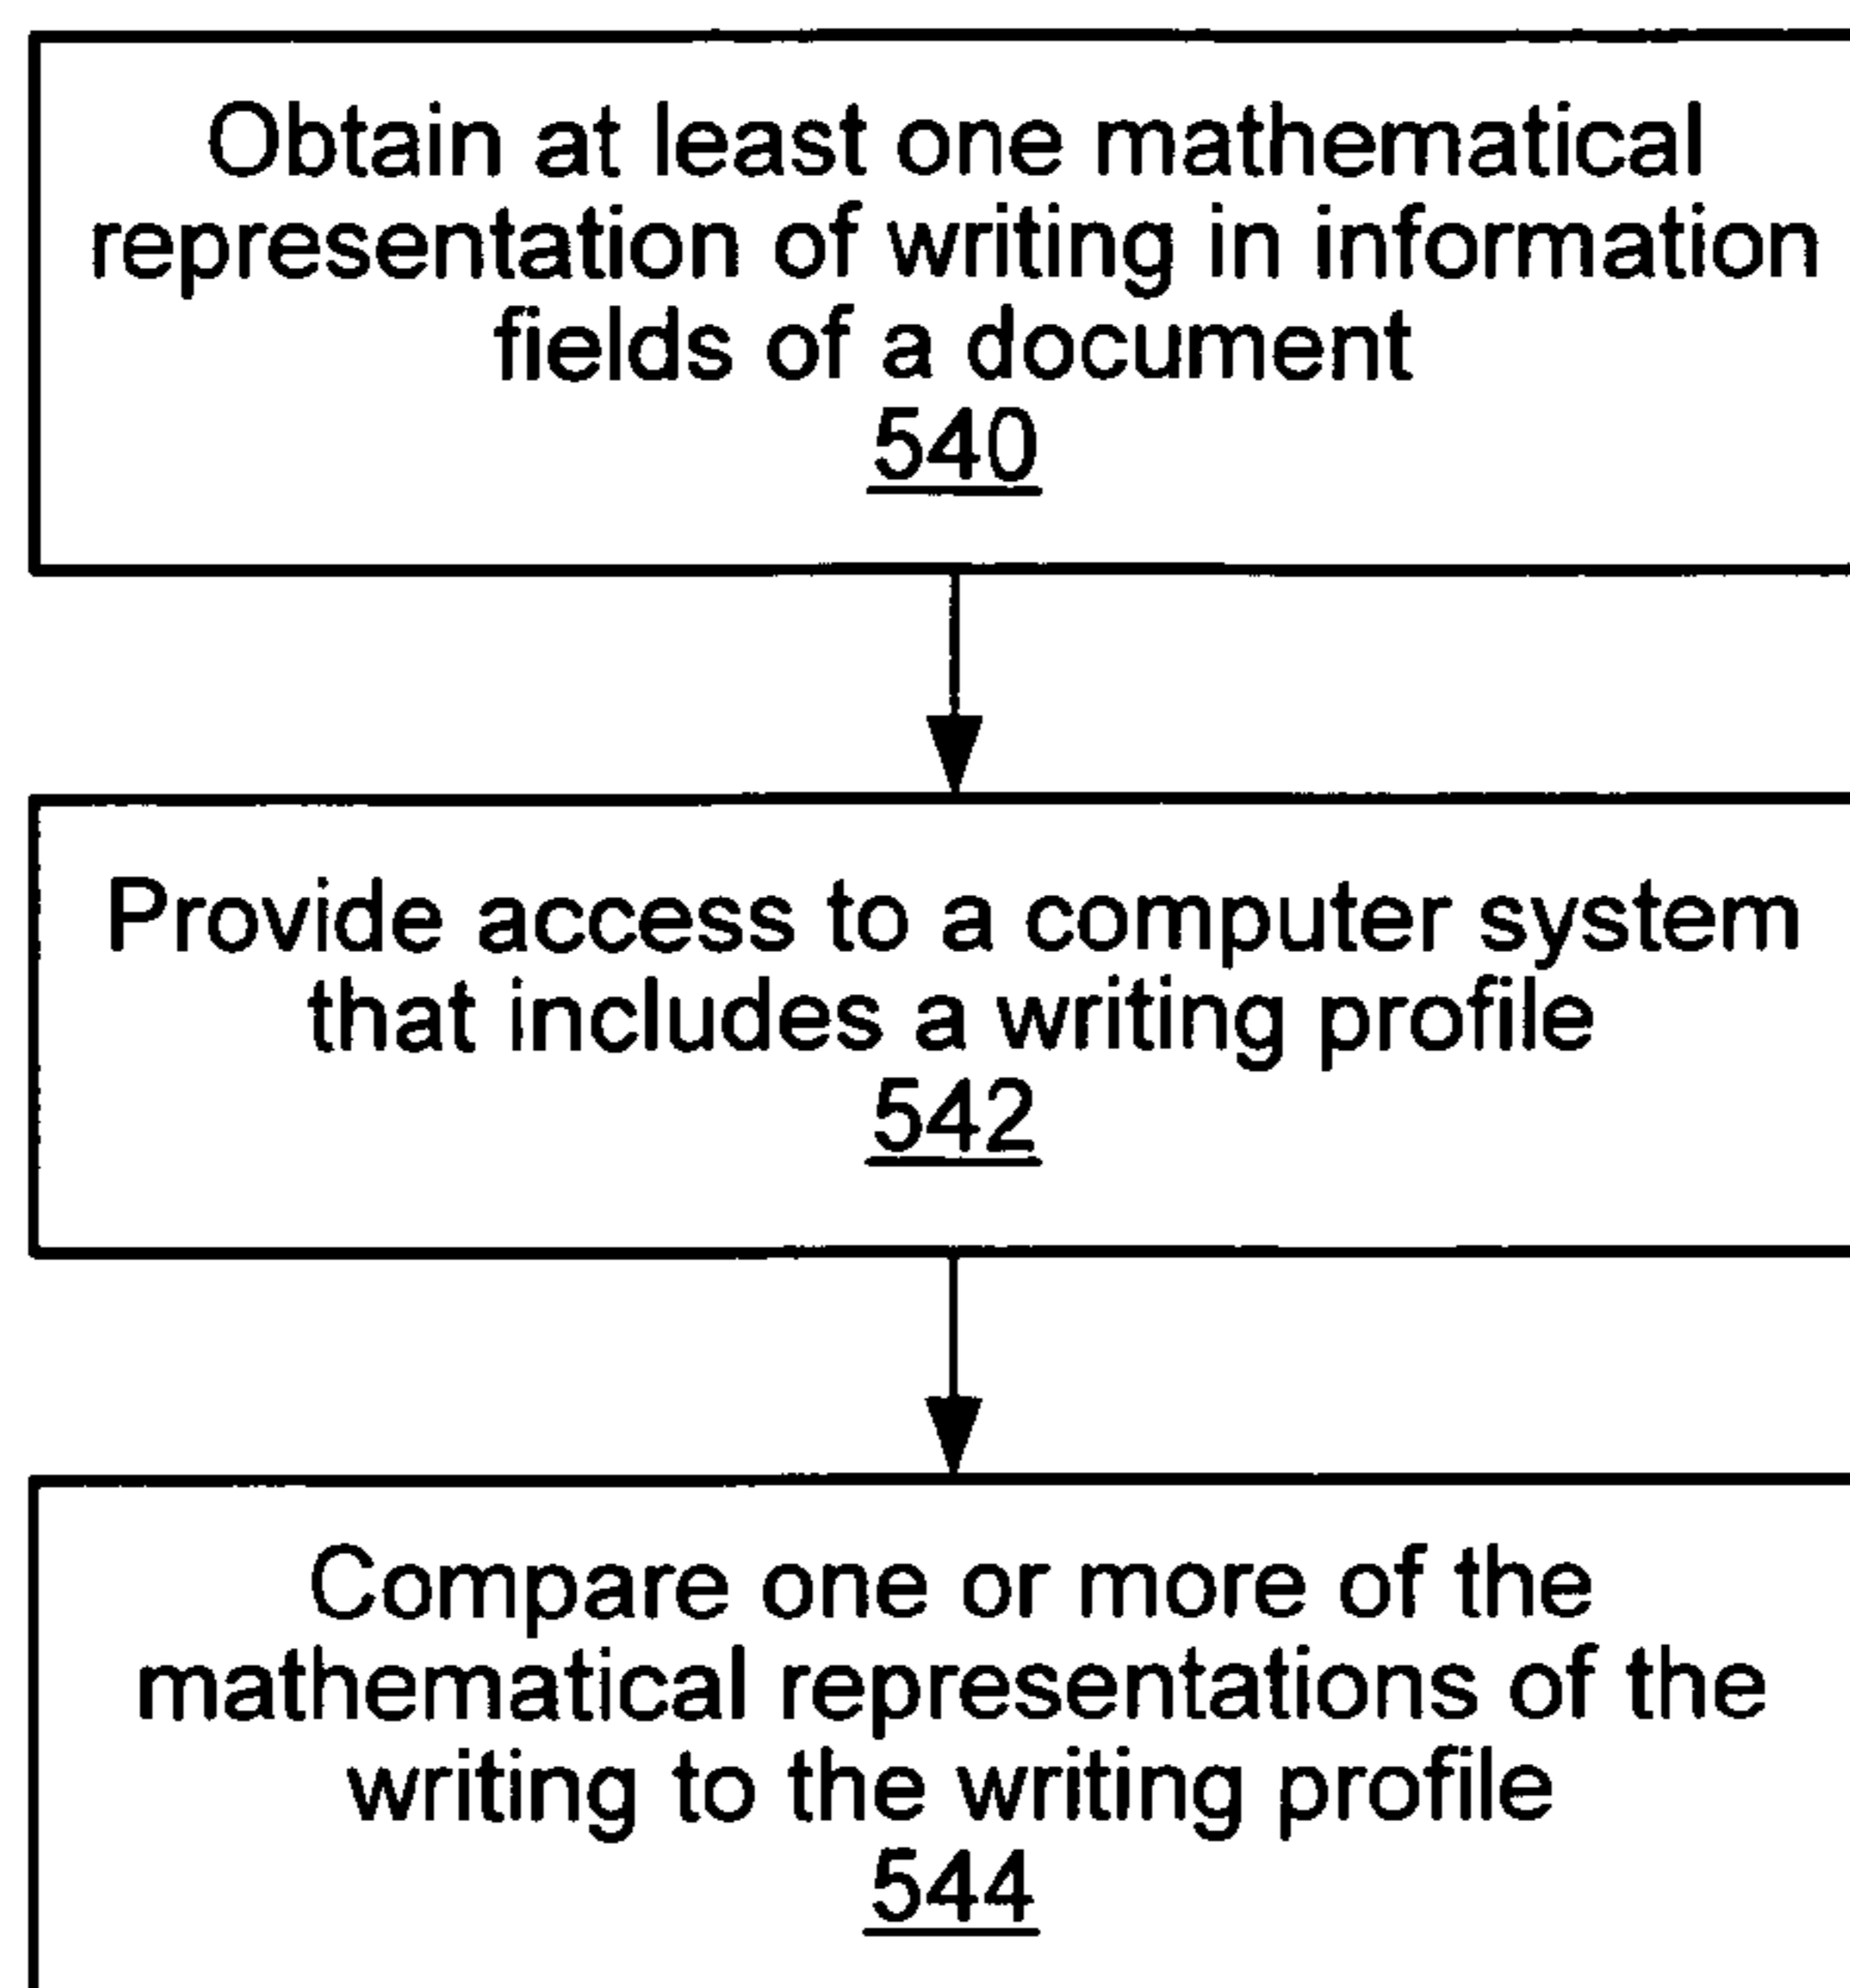 Obtain at least one mathematical
representation of writing in information
fields of a document
540
Provide access to a computer system
that includes a writing profile
542
Compare one or more of the
mathematical representations of the
writing to the writing profile
544